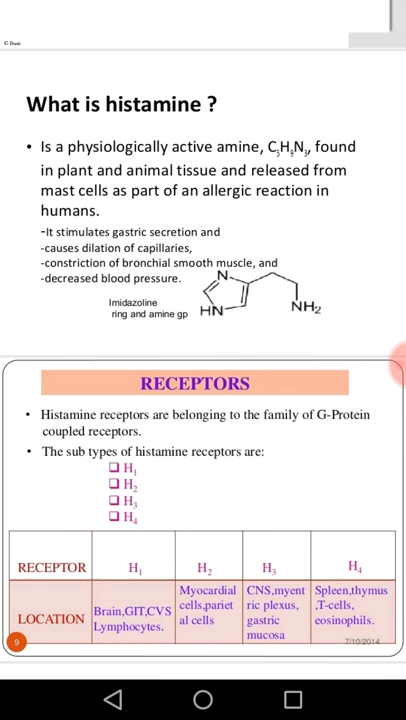 What is histamine ?
• Is a physiologically active amine, C₅H₉N₃, found
in plant and animal tissue and released from
mast cells as part of an allergic reaction in
humans.
-It stimulates gastric secretion and
-causes dilation of capillaries,
-constriction of bronchial smooth muscle, and
-decreased blood pressure.
N
Imidazoline
ring and amine gp
HN
NH₂
RECEPTORS
• Histamine receptors are belonging to the family of G-Protein
coupled receptors.
• The sub types of histamine receptors are:
❑ H₁
❑ H₂
❑ H₃
❑ H₄
RECEPTOR H₁ H₂ H₃ H₄
LOCATION
Brain,GIT,CVS
Lymphocytes.
Myocardial
cells,pariet
al cells
CNS,myent
ric plexus,
gastric
mucosa
Spleen,thymus
,T-cells,
eosinophils.
9
7/10/2014